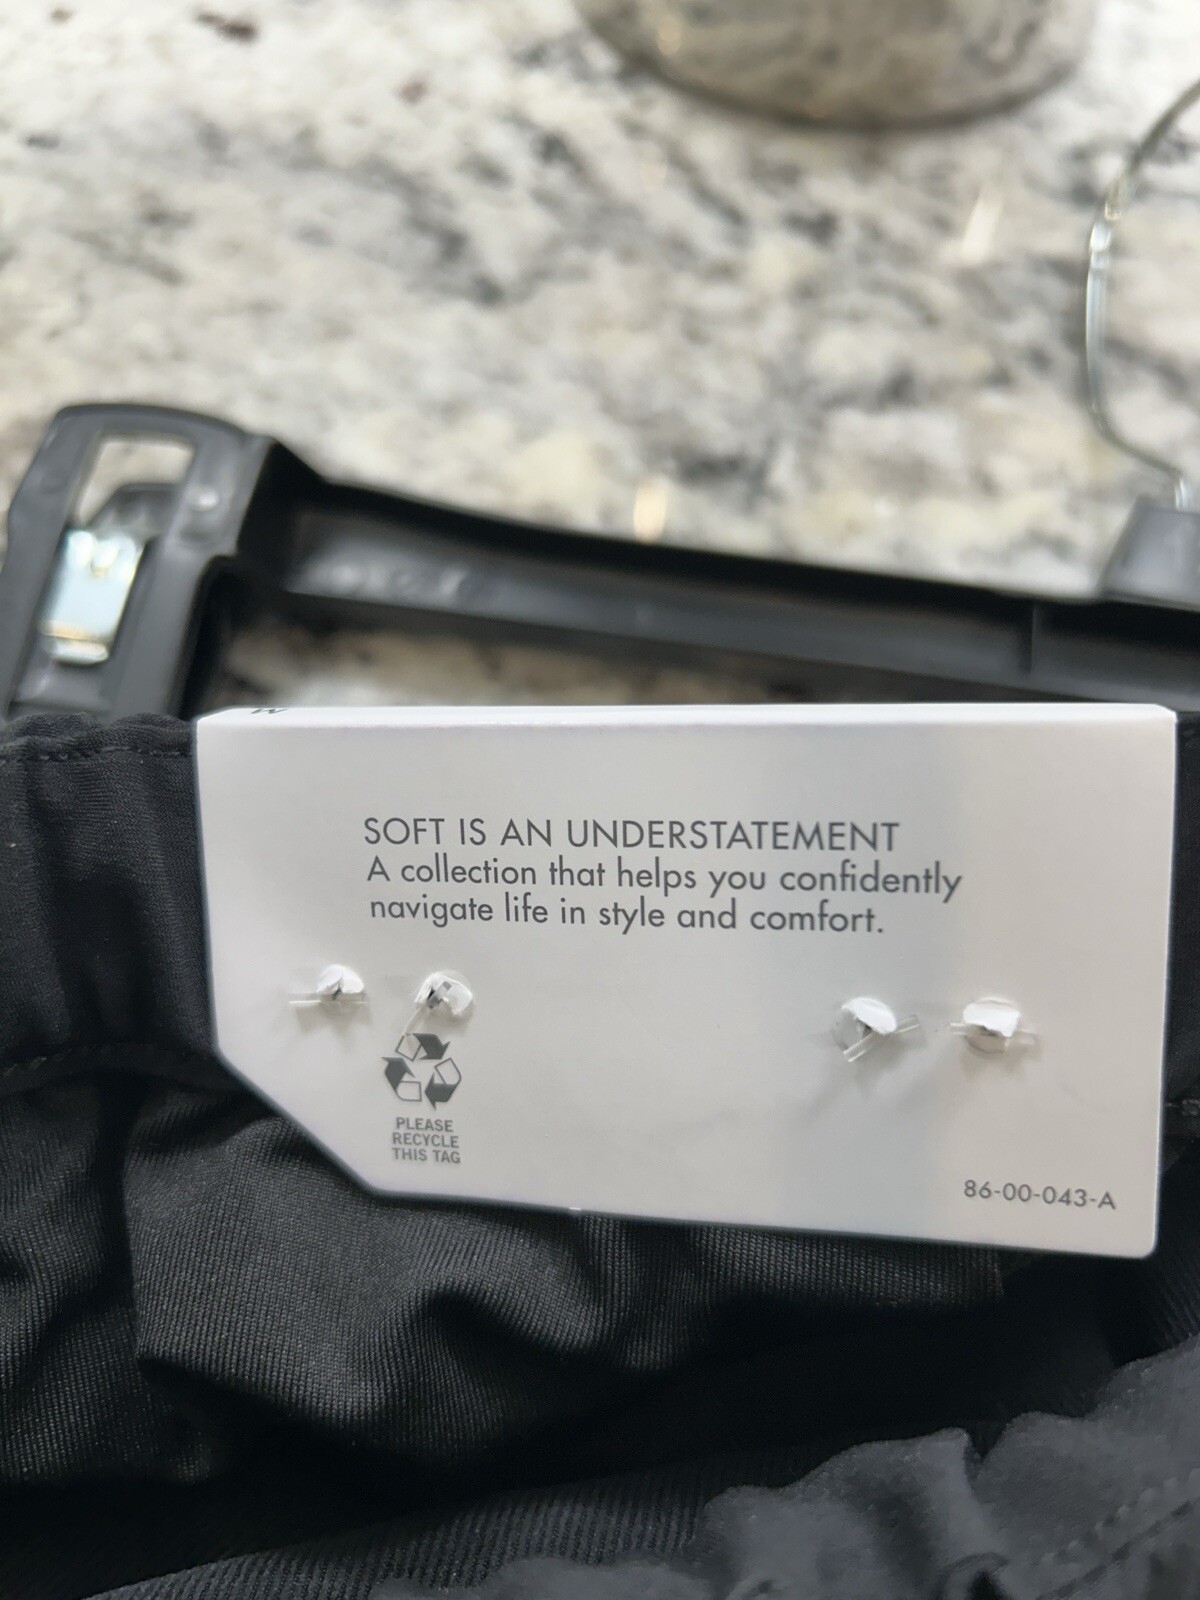 SOFT IS AN UNDERSTATEMENT
A collection that helps you confidently
navigate life in style and comfort.
PLEASE
RECYCLE
THIS TAG
86-00-043-A